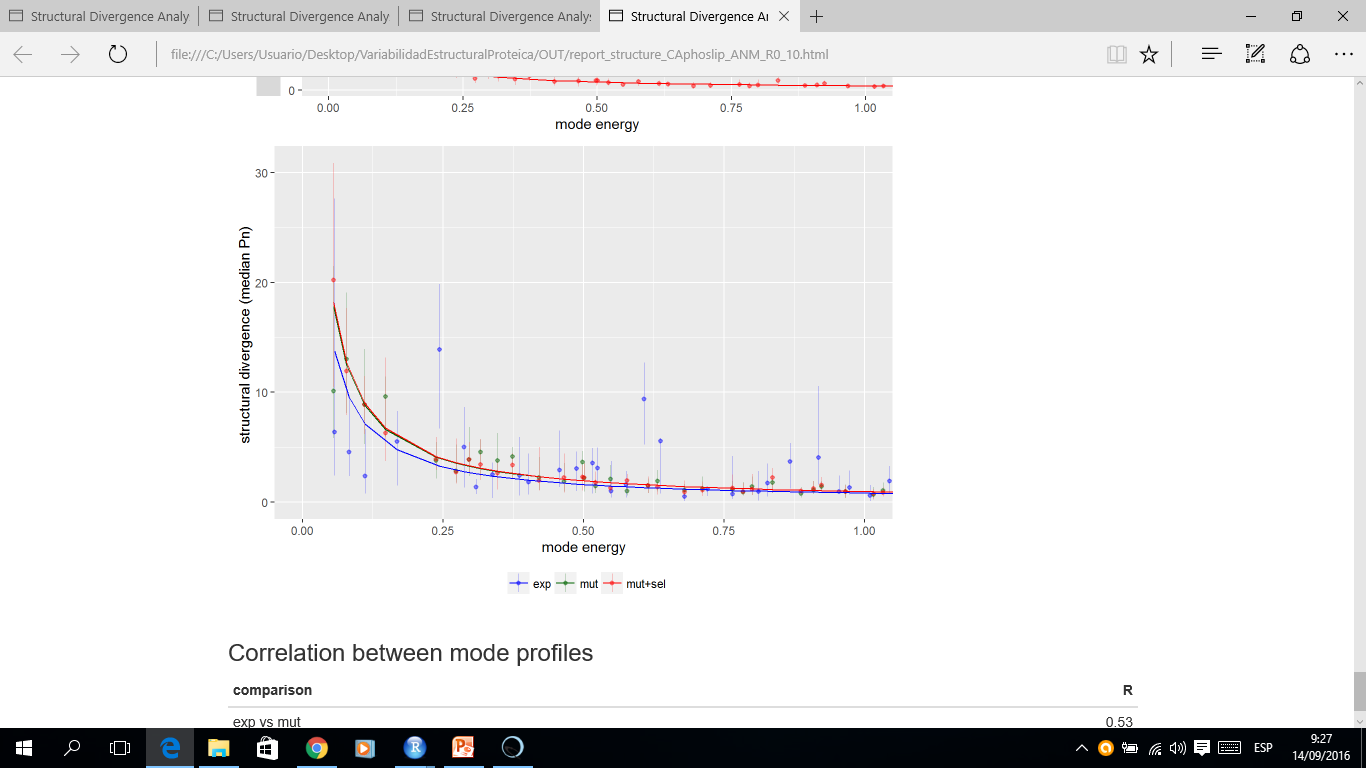 Structural Divergence Analy
Structural Divergence Analy
Structural Divergence Analy
Structural Divergence Ar
file:///C:/Users/Usuario/Desktop/VariabilidadEstructuralProteica/OUT/report_structure_CAphoslip_ANM_R0_10.html
0
0.00 0.25 0.50 0.75 1.00
mode energy
30
20
10
0
structural divergence (median Pn)
0.00 0.25 0.50 0.75 1.00
mode energy
exp mut mut+sel
Correlation between mode profiles
comparison R
exp vs mut 0.53
ESP
9:27
14/09/2016